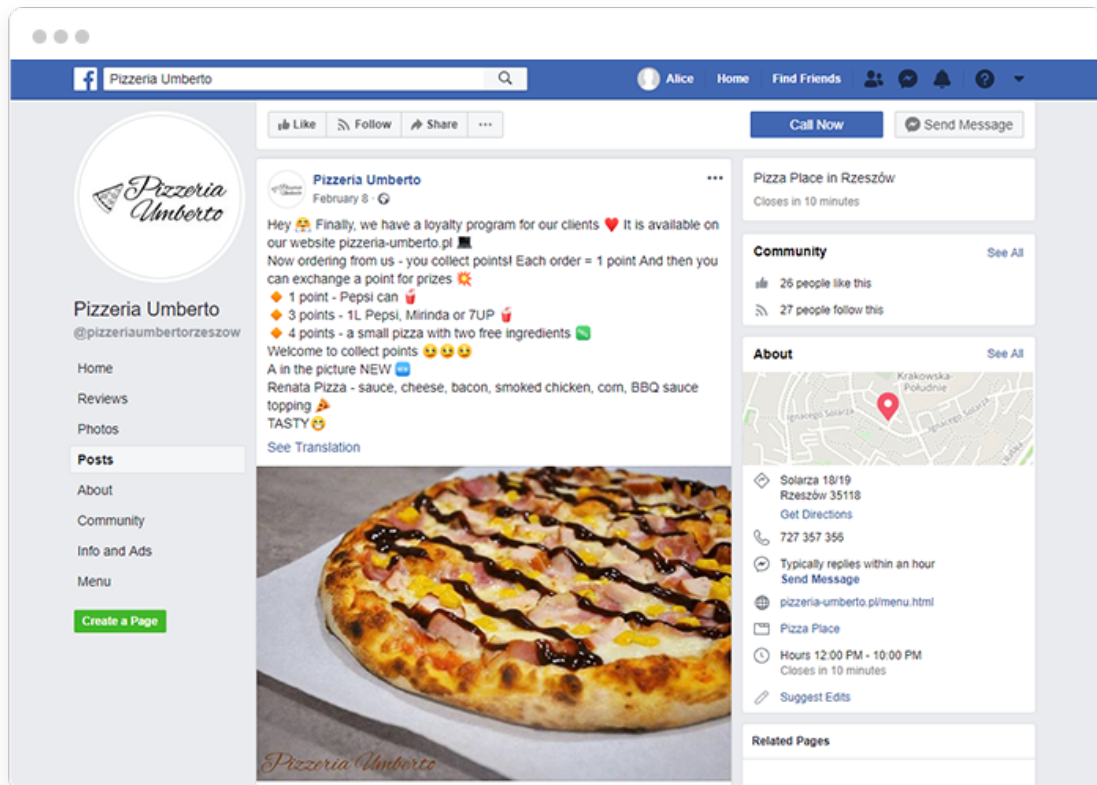 Pizzeria Umberto
Alice
Home
Find Friends
Pizzeria
Umberto
Pizzeria Umberto
@pizzeriaumbertorzeszow
Home
Reviews
Photos
Posts
About
Community
Info and Ads
Menu
Create a Page
Like
Follow
Share
Call Now
Send Message
Pizzeria Umberto
February 8 ·
Hey 🤗 Finally, we have a loyalty program for our clients ❤️ It is available on
our website pizzeria-umberto.pl 💻
Now ordering from us - you collect points! Each order = 1 point And then you
can exchange a point for prizes 💥
🔸 1 point - Pepsi can 🥤
🔸 3 points - 1L Pepsi, Mirinda or 7UP 🥤
🔸 4 points - a small pizza with two free ingredients
Welcome to collect points 😉😉😉
A in the picture NEW 🆕
Renata Pizza - sauce, cheese, bacon, smoked chicken, corn, BBQ sauce
topping 🍕
TASTY😁
See Translation
Pizzeria Umberto
Pizza Place in Rzeszów
Closes in 10 minutes
Community
See All
26 people like this
27 people follow this
About
See All
Krakowska-
Południe
Ignacego Solarza
Ignacego Solarza
Solarza 18/19
Rzeszów 35118
Get Directions
727 357 356
Typically replies within an hour
Send Message
pizzeria-umberto.pl/menu.html
Pizza Place
Hours 12:00 PM - 10:00 PM
Closes in 10 minutes
Suggest Edits
Related Pages